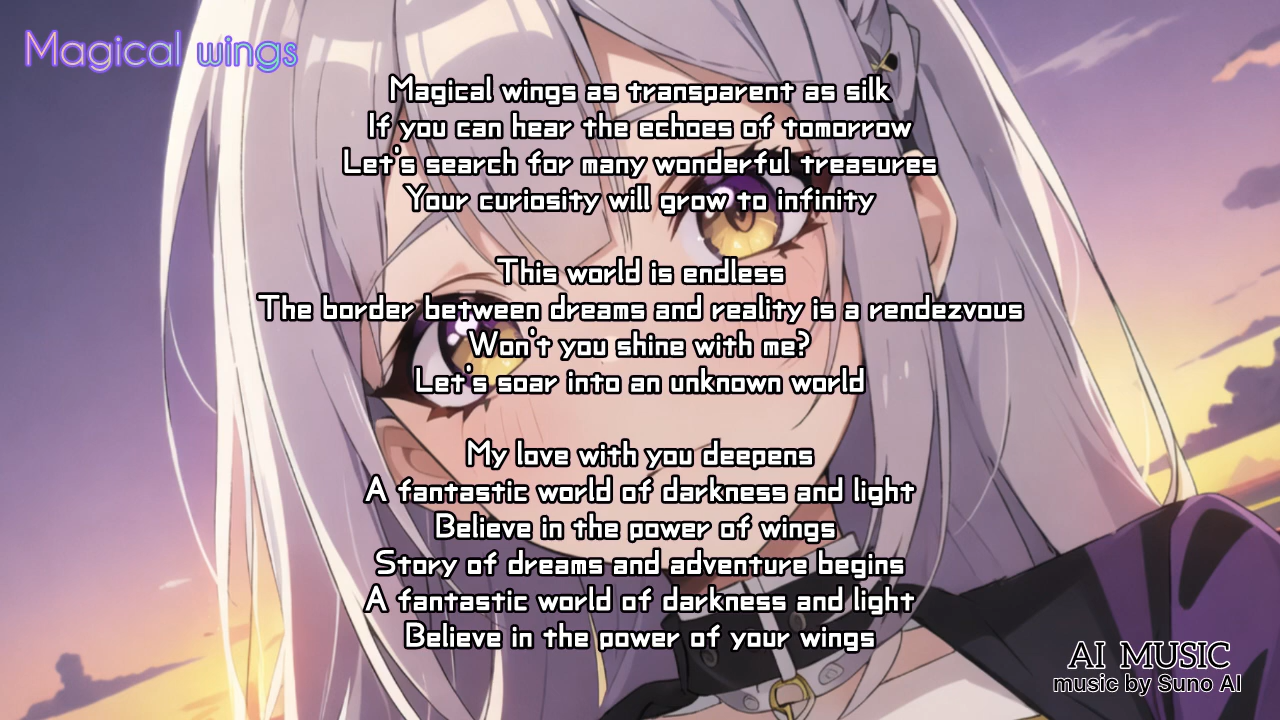 Magical wings
Magical wings as transparent as silk
If you can hear the echoes of tomorrow
Let's search for many wonderful treasures
Your curiosity will grow to infinity
This world is endless
The border between dreams and reality is a rendezvous
Won't you shine with me?
Let's soar into an unknown world
My love with you deepens
A fantastic world of darkness and light
Believe in the power of wings
Story of dreams and adventure begins
A fantastic world of darkness and light
Believe in the power of your wings
AI MUSIC
music by Suno AI